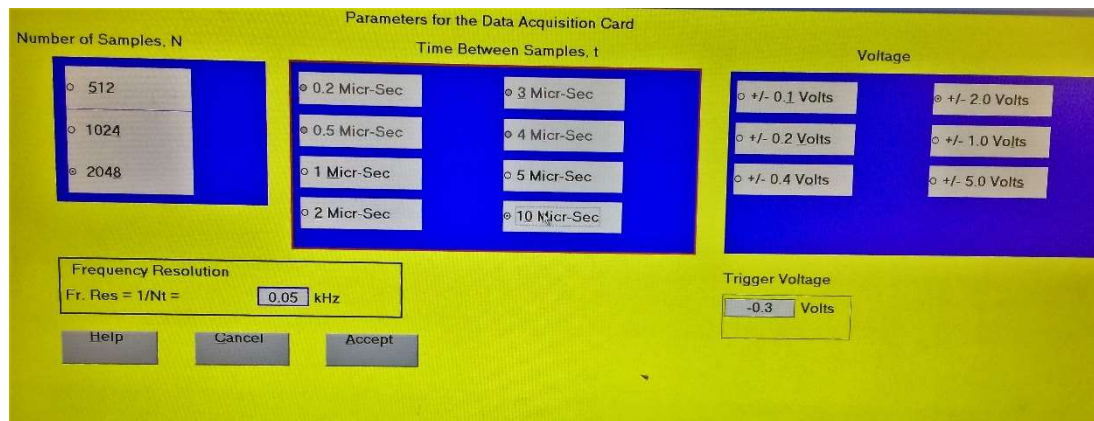 Parameters for the Data Acquisition Card
Number of Samples, N
Time Between Samples, t
Voltage
512
1024
2048
0.2 Micr-Sec
0.5 Micr-Sec
1 Micr-Sec
2 Micr-Sec
3 Micr-Sec
4 Micr-Sec
5 Micr-Sec
10 Micr-Sec
+/- 0.1 Volts
+/- 0.2 Volts
+/- 0.4 Volts
+/- 2.0 Volts
+/- 1.0 Volts
+/- 5.0 Volts
Frequency Resolution
Fr. Res = 1/Nt = 0.05 kHz
Trigger Voltage
-0.3 Volts
Help
Cancel
Accept